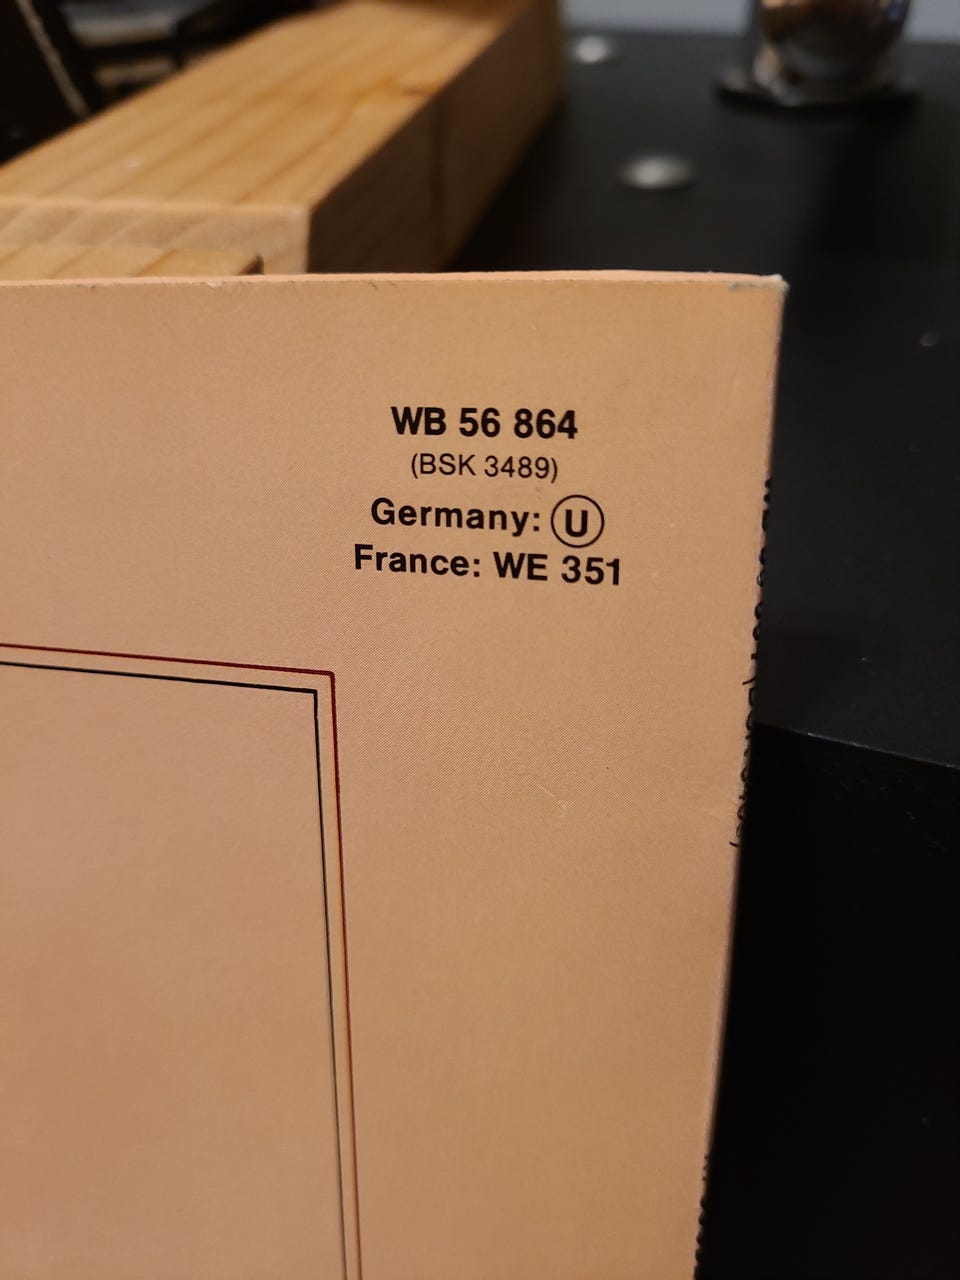 WB 56 864
(BSK 3489)
Germany: U
France: WE 351